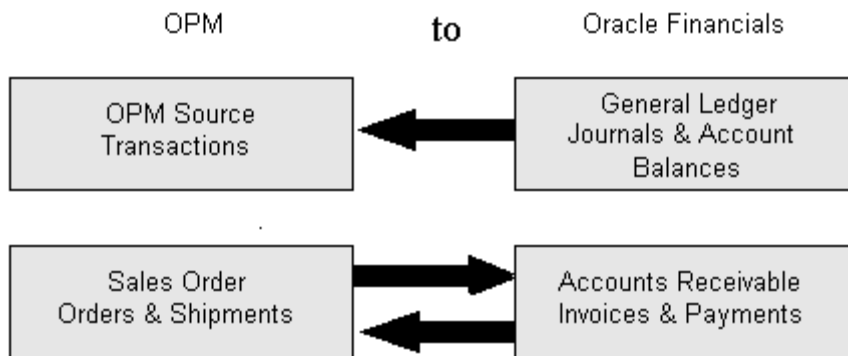 OPM to Oracle Financials
OPM Source
Transactions
General Ledger
Journals & Account
Balances
Sales Order
Orders & Shipments
Accounts Receivable
Invoices & Payments